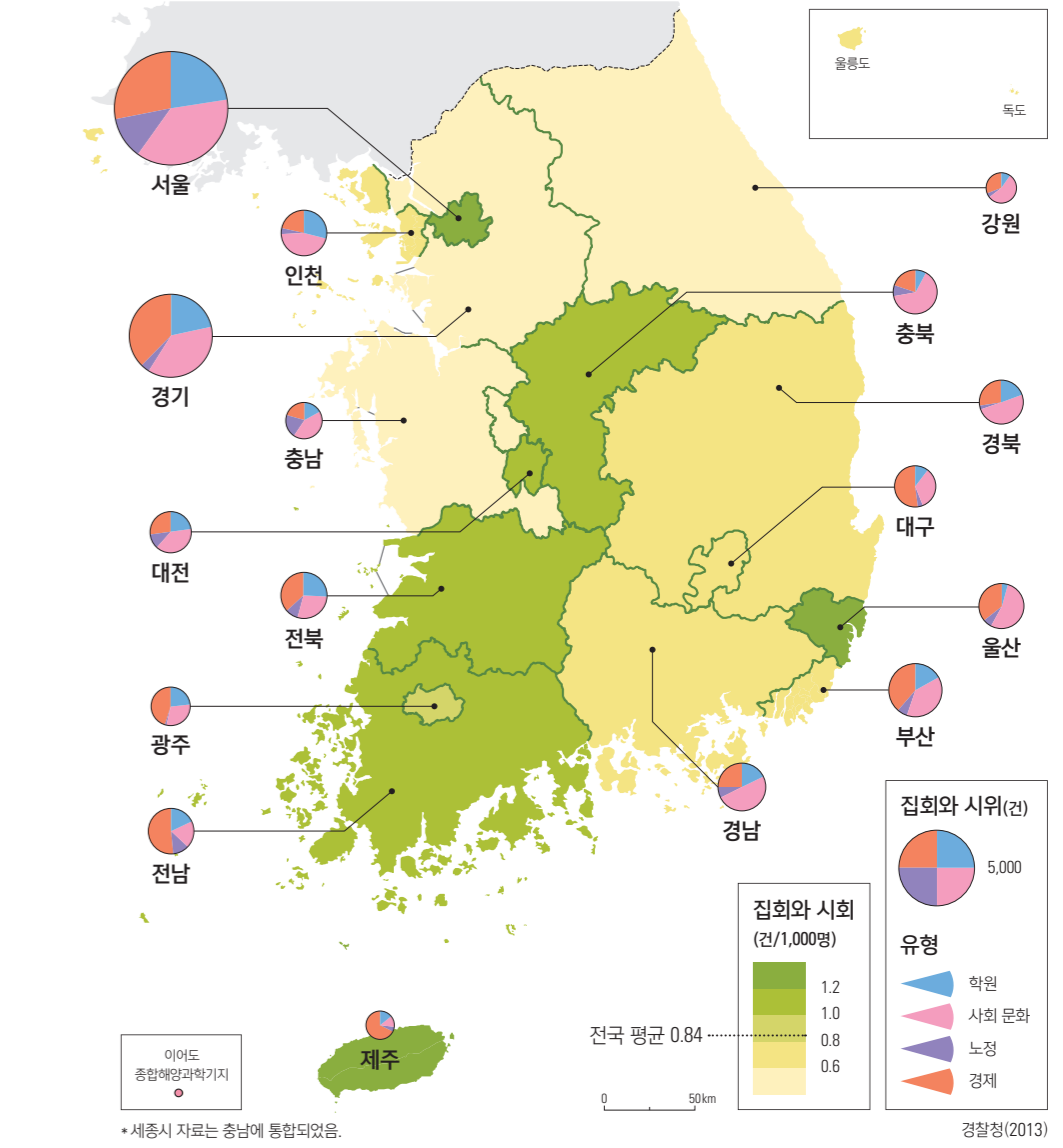 울릉도
독도
서울
강원
인천
충북
경기
경북
충남
대구
대전
전북
울산
광주
부산
경남
전남
제주
이어도
종합해양과학기지
* 세종시 자료는 충남에 통합되었음.
전국 평균 0.84
0 50km
집회와 시회
(건/1,000명)
1.2
1.0
0.8
0.6
집회와 시위(건)
5,000
유형
학원
사회 문화
노정
경제
경찰청(2013)